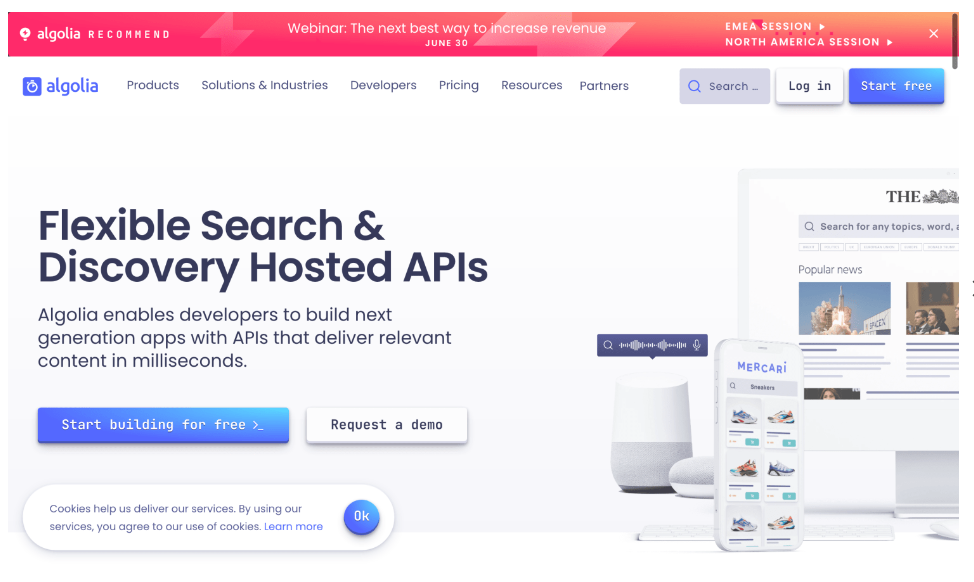 algolia RECOMMEND
Webinar: The next best way to increase revenue
JUNE 30
EMEA SESSION
NORTH AMERICA SESSION
algolia
Products
Solutions & Industries
Developers
Pricing
Resources
Partners
Search ...
Log in
Start free
Flexible Search &
Discovery Hosted APIs
Algolia enables developers to build next
generation apps with APIs that deliver relevant
content in milliseconds.
Start building for free >_
Request a demo
Cookies help us deliver our services. By using our
services, you agree to our use of cookies. Learn more
Ok
THE
Search for any topics, word, a
Popular news
SPACEX
MERCARI
Sneakers